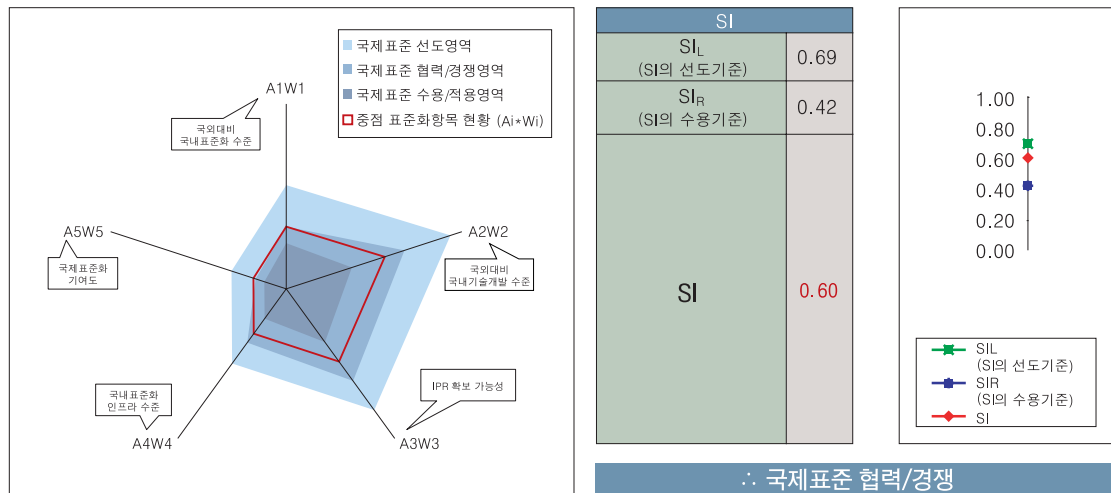 국제표준 선도영역
국제표준 협력/경쟁영역
국제표준 수용/적용영역
중점 표준화항목 현황 (Ai*Wi)
A1W1
국외대비
국내표준화 수준
A2W2
국외대비
국내기술개발 수준
A5W5
국제표준화
기여도
국내표준화
인프라 수준
A4W4
IPR 확보 가능성
A3W3
SI
SIL
(SI의 선도기준)
0.69
SIR
(SI의 수용기준)
0.42
SI
0.60
1.00
0.80
0.60
0.40
0.20
0.00
SIL
(SI의 선도기준)
SIR
(SI의 수용기준)
SI
∴ 국제표준 협력/경쟁